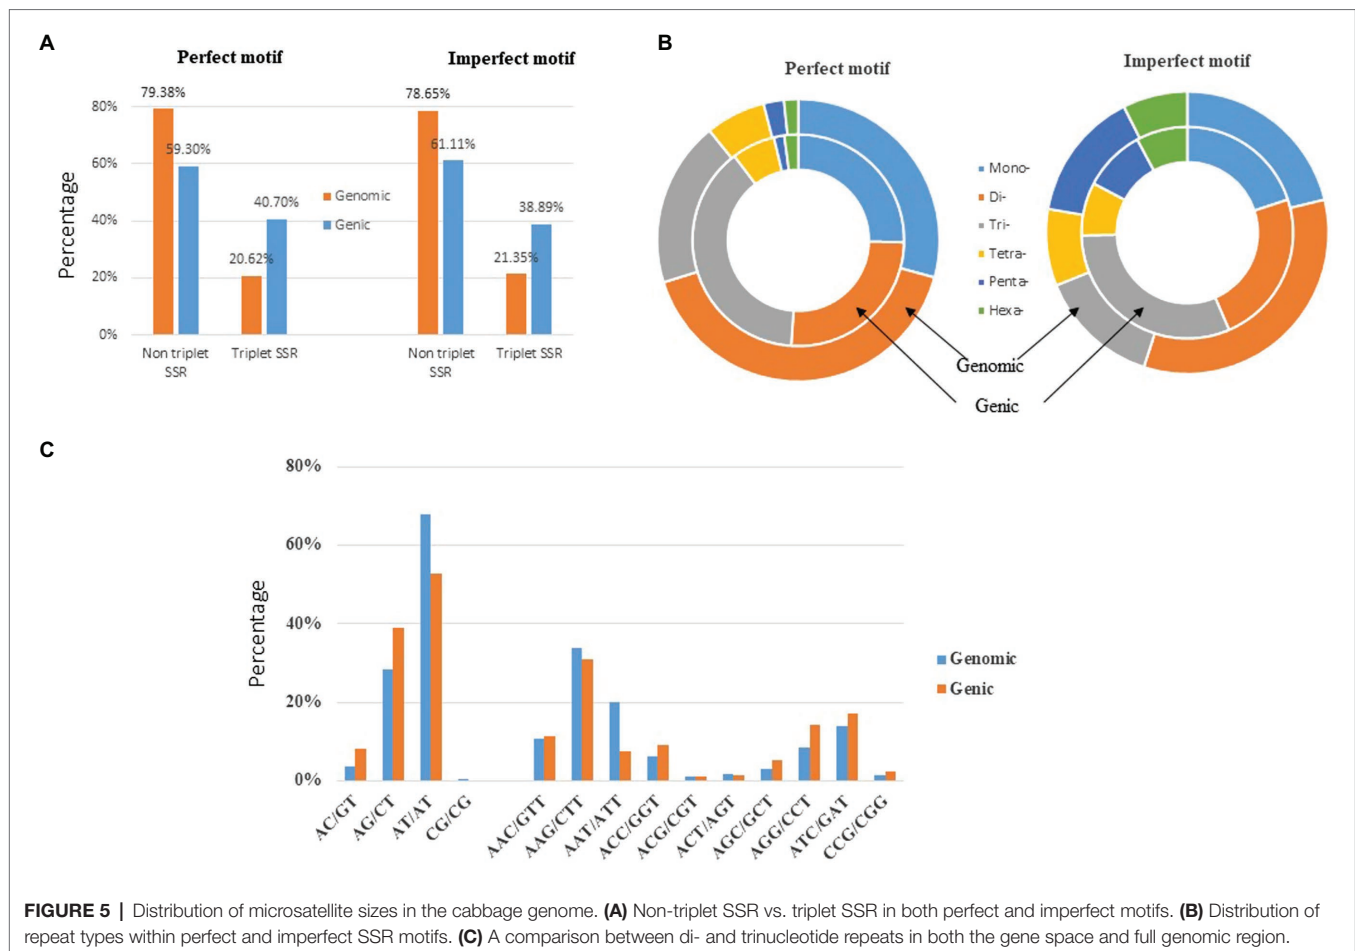 A
Perfect motif
Imperfect motif
79.38%
78.65%
80%
59.30%
61.11%
60%
Genomic
Genic
40.70%
38.89%
40%
20.62%
21.35%
20%
0%
Percentage
Non triplet
SSR
Triplet SSR
Non triplet
SSR
Triplet SSR
B
Perfect motif
Imperfect motif
Mono-
Di-
Tri-
Tetra-
Penta-
Hexa-
Genomic
Genic
C
80%
60%
40%
20%
0%
Percentage
Genomic
Genic
AC/GT
AG/CT
AT/AT
CG/CG
AAC/GTT
AAG/CTT
AAT/ATT
ACC/GGT
ACG/CGT
ACT/AGT
AGC/GCT
AGG/CCT
ATC/GAT
CCG/CGG
FIGURE 5 | Distribution of microsatellite sizes in the cabbage genome. (A) Non-triplet SSR vs. triplet SSR in both perfect and imperfect motifs. (B) Distribution of
repeat types within perfect and imperfect SSR motifs. (C) A comparison between di- and trinucleotide repeats in both the gene space and full genomic region.